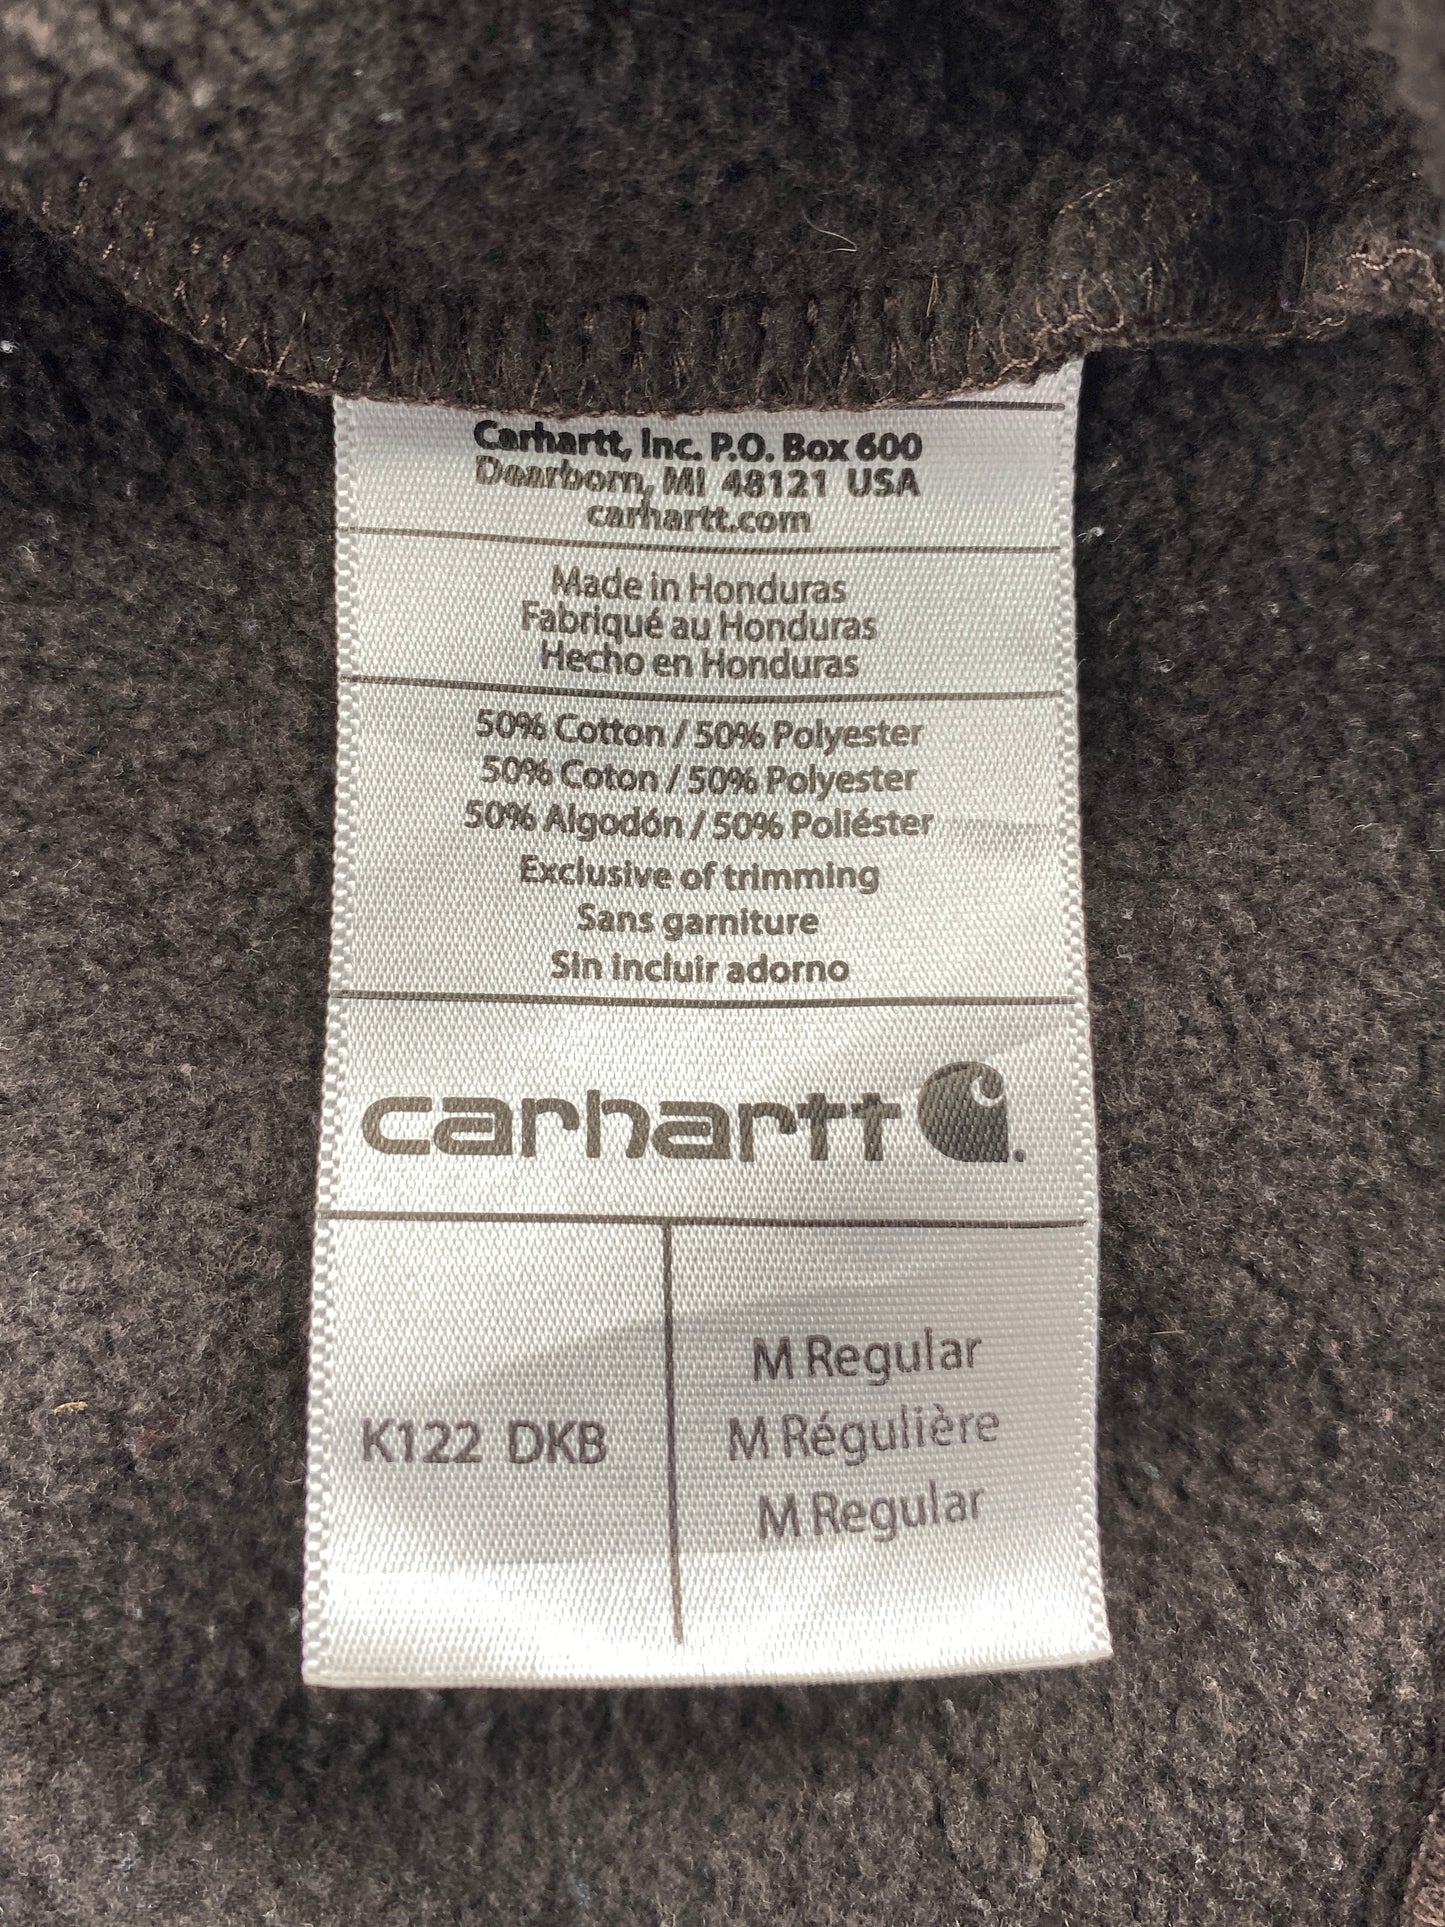 Carhartt, Inc. P.O. Box 600
Dearborn, MI 48121 USA
carhartt.com
Made in Honduras
Fabriqué au Honduras
Hecho en Honduras
50% Cotton / 50% Polyester
50% Coton / 50% Polyester
50% Algodón / 50% Poliéster
Exclusive of trimming
Sans garniture
Sin incluir adorno
carhartt
K122 DKB
M Regular
M Régulière
M Regular